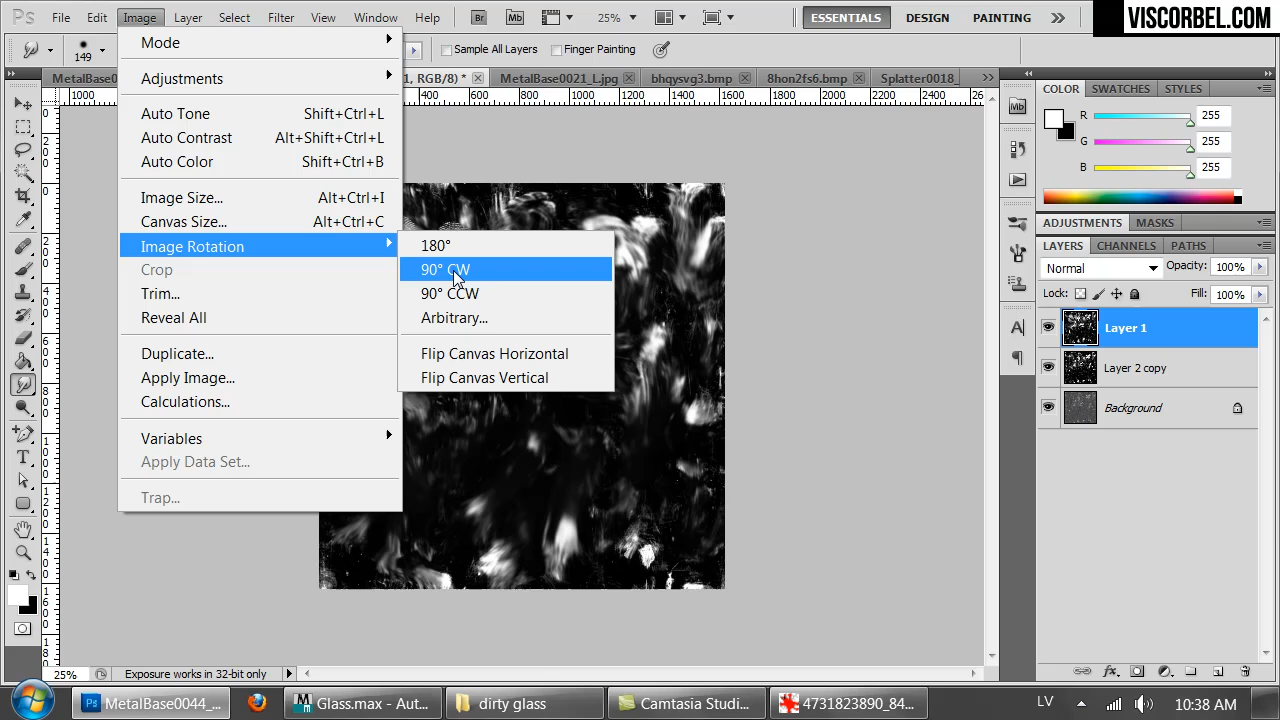 File Edit Image Layer Select Filter View Window Help Br Mb 25% ESSENTIALS DESIGN PAINTING VISCORBEL.COM
149 Sample All Layers Finger Painting
MetalBase0 1, RGB/8) * MetalBase0021_L.jpg bhqysvg3.bmp 8hon2fs6.bmp Splatter0018_
1000 400 600 800 1000 1200 1400 1600 1800 2000 2200 2400
Mode
Adjustments
Auto Tone Shift+Ctrl+L
Auto Contrast Alt+Shift+Ctrl+L
Auto Color Shift+Ctrl+B
Image Size... Alt+Ctrl+I
Canvas Size... Alt+Ctrl+C
Image Rotation
Crop
Trim...
Reveal All
Duplicate...
Apply Image...
Calculations...
Variables
Apply Data Set...
Trap...
180°
90° CW
90° CCW
Arbitrary...
Flip Canvas Horizontal
Flip Canvas Vertical
COLOR SWATCHES STYLES
R 255
G 255
B 255
ADJUSTMENTS MASKS
LAYERS CHANNELS PATHS
Normal Opacity: 100%
Lock: Fill: 100%
Layer 1
Layer 2 copy
Background
25% Exposure works in 32-bit only
Ps MetalBase0044_... Glass.max - Aut... dirty glass Camtasia Studi... 4731823890_84... LV 10:38 AM